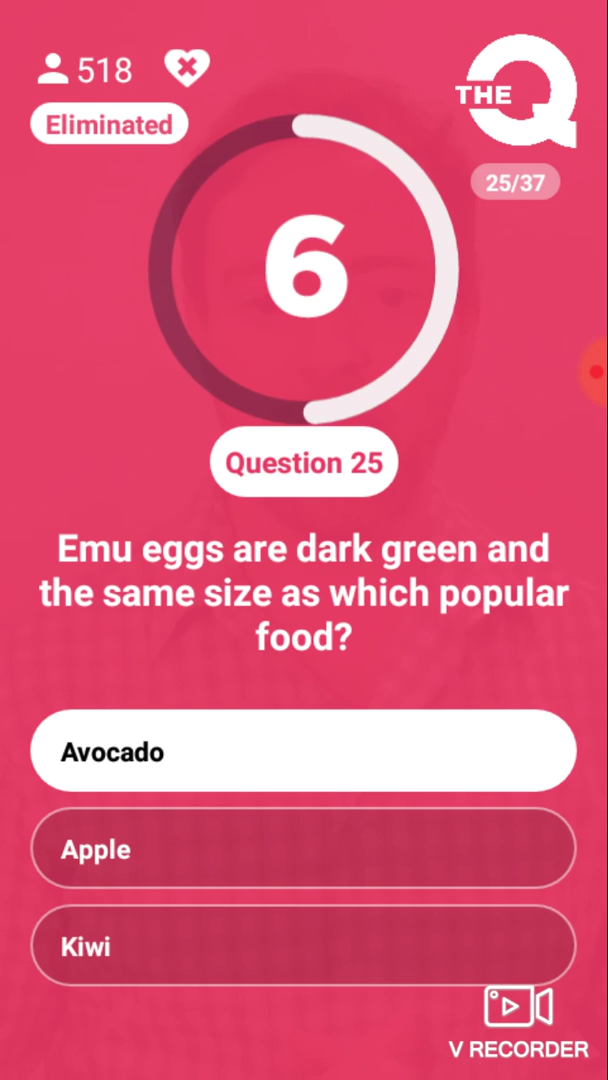 518
THE Q
Eliminated
25/37
6
Question 25
Emu eggs are dark green and
the same size as which popular
food?
Avocado
Apple
Kiwi
V RECORDER